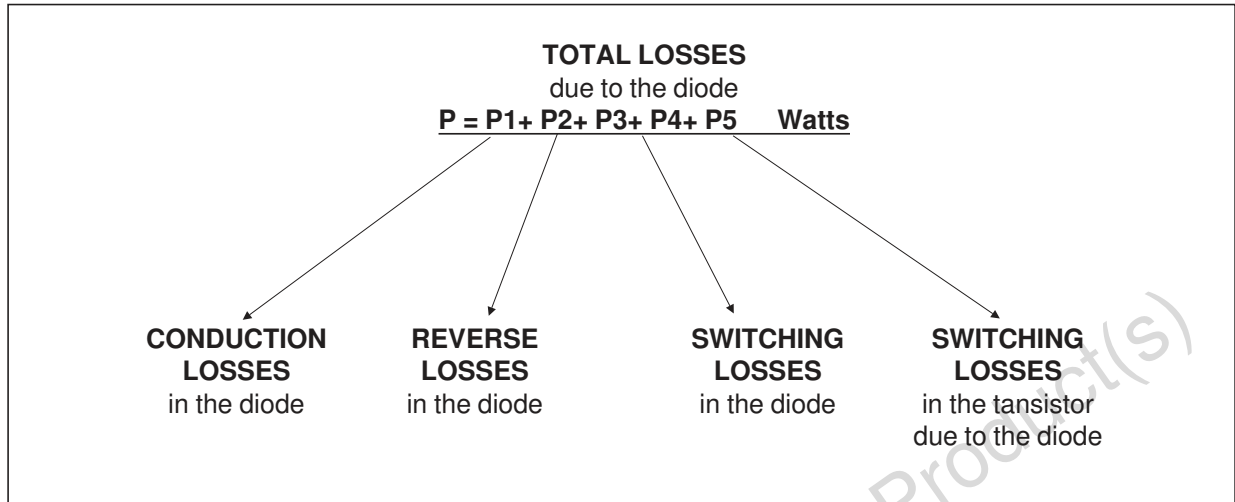 TOTAL LOSSES
due to the diode
P = P1+ P2+ P3+ P4+ P5 Watts
CONDUCTION
LOSSES
in the diode
REVERSE
LOSSES
in the diode
SWITCHING
LOSSES
in the diode
SWITCHING
LOSSES
in the tansistor
due to the diode
Product(s)